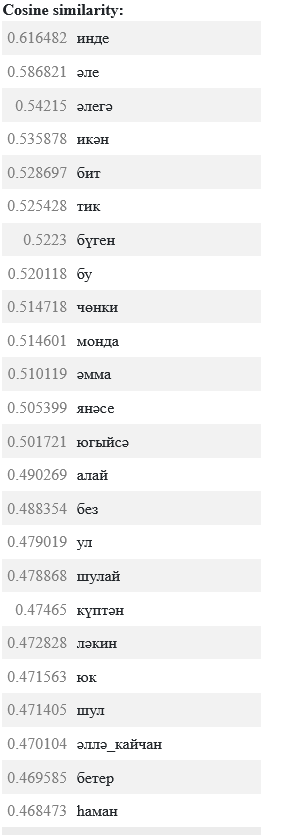 Cosine similarity:
0.616482 инде
0.586821 әле
0.54215 әлегә
0.535878 икән
0.528697 бит
0.525428 тик
0.5223 бүген
0.520118 бу
0.514718 чөнки
0.514601 монда
0.510119 әмма
0.505399 янәсе
0.501721 югыйсә
0.490269 алай
0.488354 без
0.479019 ул
0.478868 шулай
0.47465 күптән
0.472828 ләкин
0.471563 юк
0.471405 шул
0.470104 әллә_кайчан
0.469585 бетер
0.468473 һаман